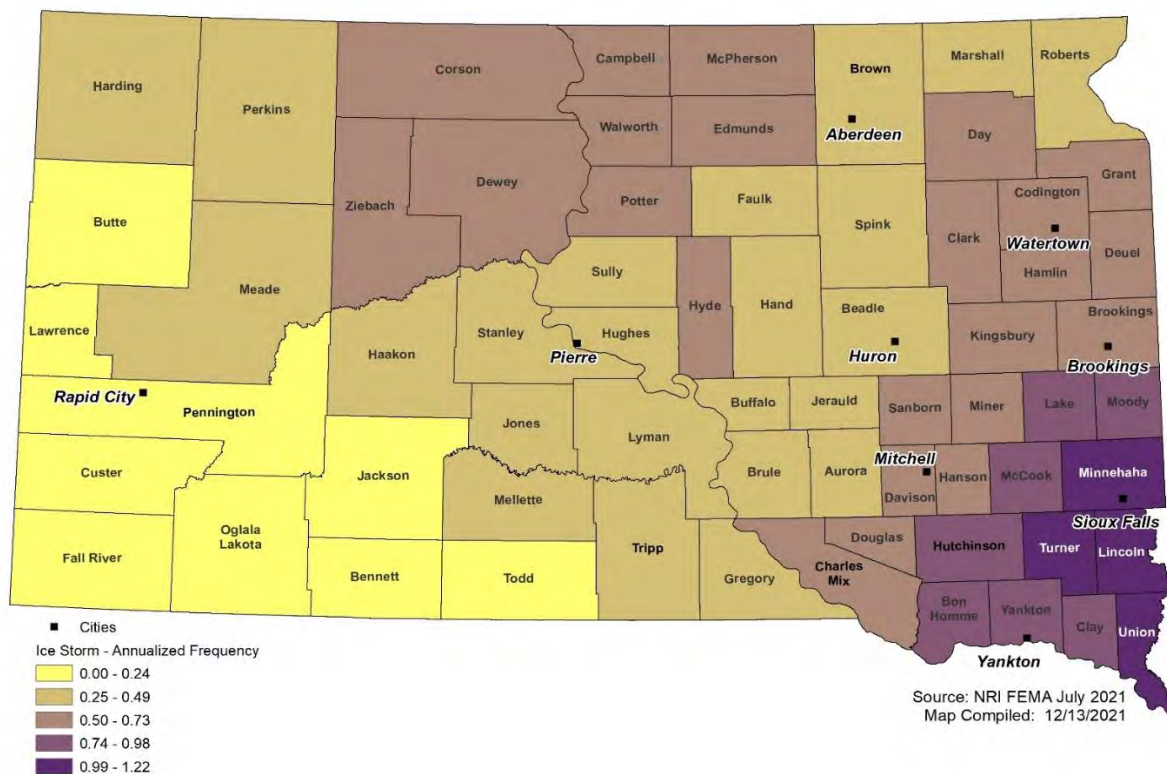 Harding
Perkins
Corson
Campbell
McPherson
Brown
Marshall
Roberts
Aberdeen
Walworth
Edmunds
Day
Butte
Ziebach
Dewey
Potter
Faulk
Spink
Grant
Codington
Clark
Watertown
Deuel
Hamlin
Meade
Sully
Hyde
Hand
Lawrence
Stanley
Hughes
Beadle
Kingsbury
Brookings
Haakon
Pierre
Huron
Brookings
Rapid City
Pennington
Jones
Lyman
Buffalo
Jerauld
Sanborn
Miner
Lake
Moody
Custer
Jackson
Brule
Aurora
Mitchell
Davison
Hanson
McCook
Minnehaha
Mellette
Sioux Falls
Fall River
Oglala
Lakota
Bennett
Todd
Tripp
Gregory
Charles
Mix
Douglas
Hutchinson
Turner
Lincoln
Bon
Homme
Yankton
Clay
Union
Yankton
Cities
Ice Storm - Annualized Frequency
0.00 - 0.24
0.25 - 0.49
0.50 - 0.73
0.74 - 0.98
0.99 - 1.22
Source: NRI FEMA July 2021
Map Compiled: 12/13/2021